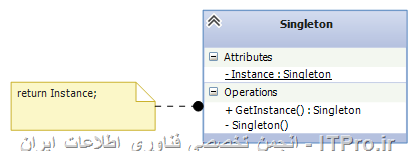 Singleton
Attributes
- Instance : Singleton
return Instance;
Operations
+ GetInstance() : Singleton
- Singleton()
ITPro.ir - انجمن تخصصی فناوری اطلاعات ایران